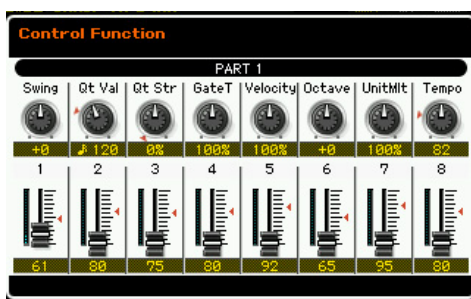 Control Function
PART 1
Swing Qt Val Qt Str GateT Velocity Octave UnitMlt Tempo
+0 ♪ 120 0% 100% 100% +0 100% 82
1 2 3 4 5 6 7 8
61 80 75 80 92 65 95 80